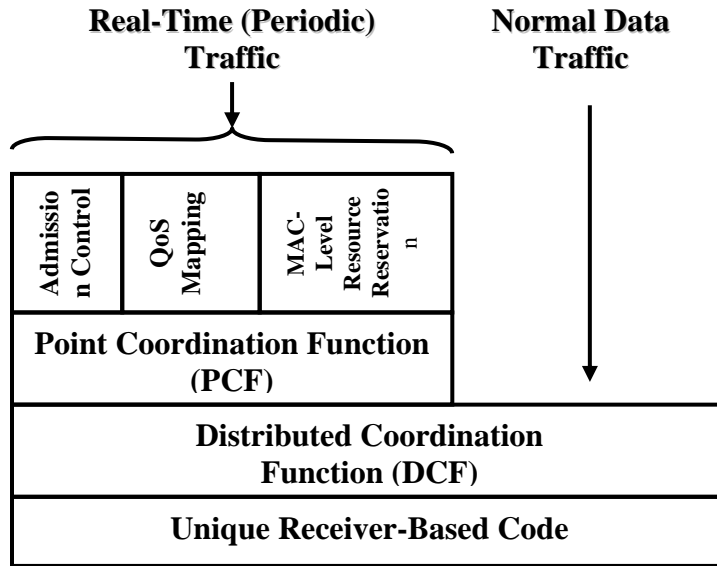 Real-Time (Periodic)
Traffic
Normal Data
Traffic
Admissio
n Control
QoS
Mapping
MAC-
Level
Resource
Reservatio
n
Point Coordination Function
(PCF)
Distributed Coordination
Function (DCF)
Unique Receiver-Based Code